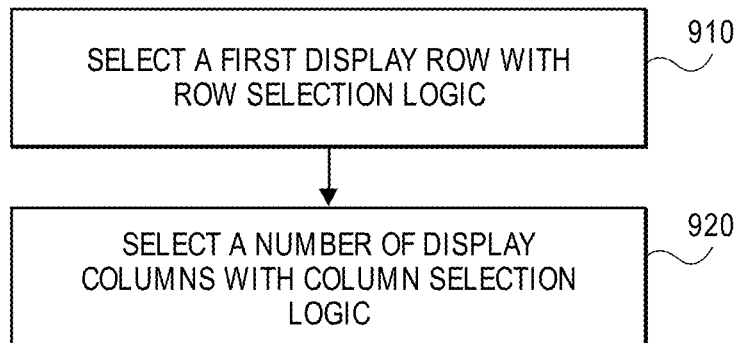 SELECT A FIRST DISPLAY ROW WITH
ROW SELECTION LOGIC
910
SELECT A NUMBER OF DISPLAY
COLUMNS WITH COLUMN SELECTION
LOGIC
920